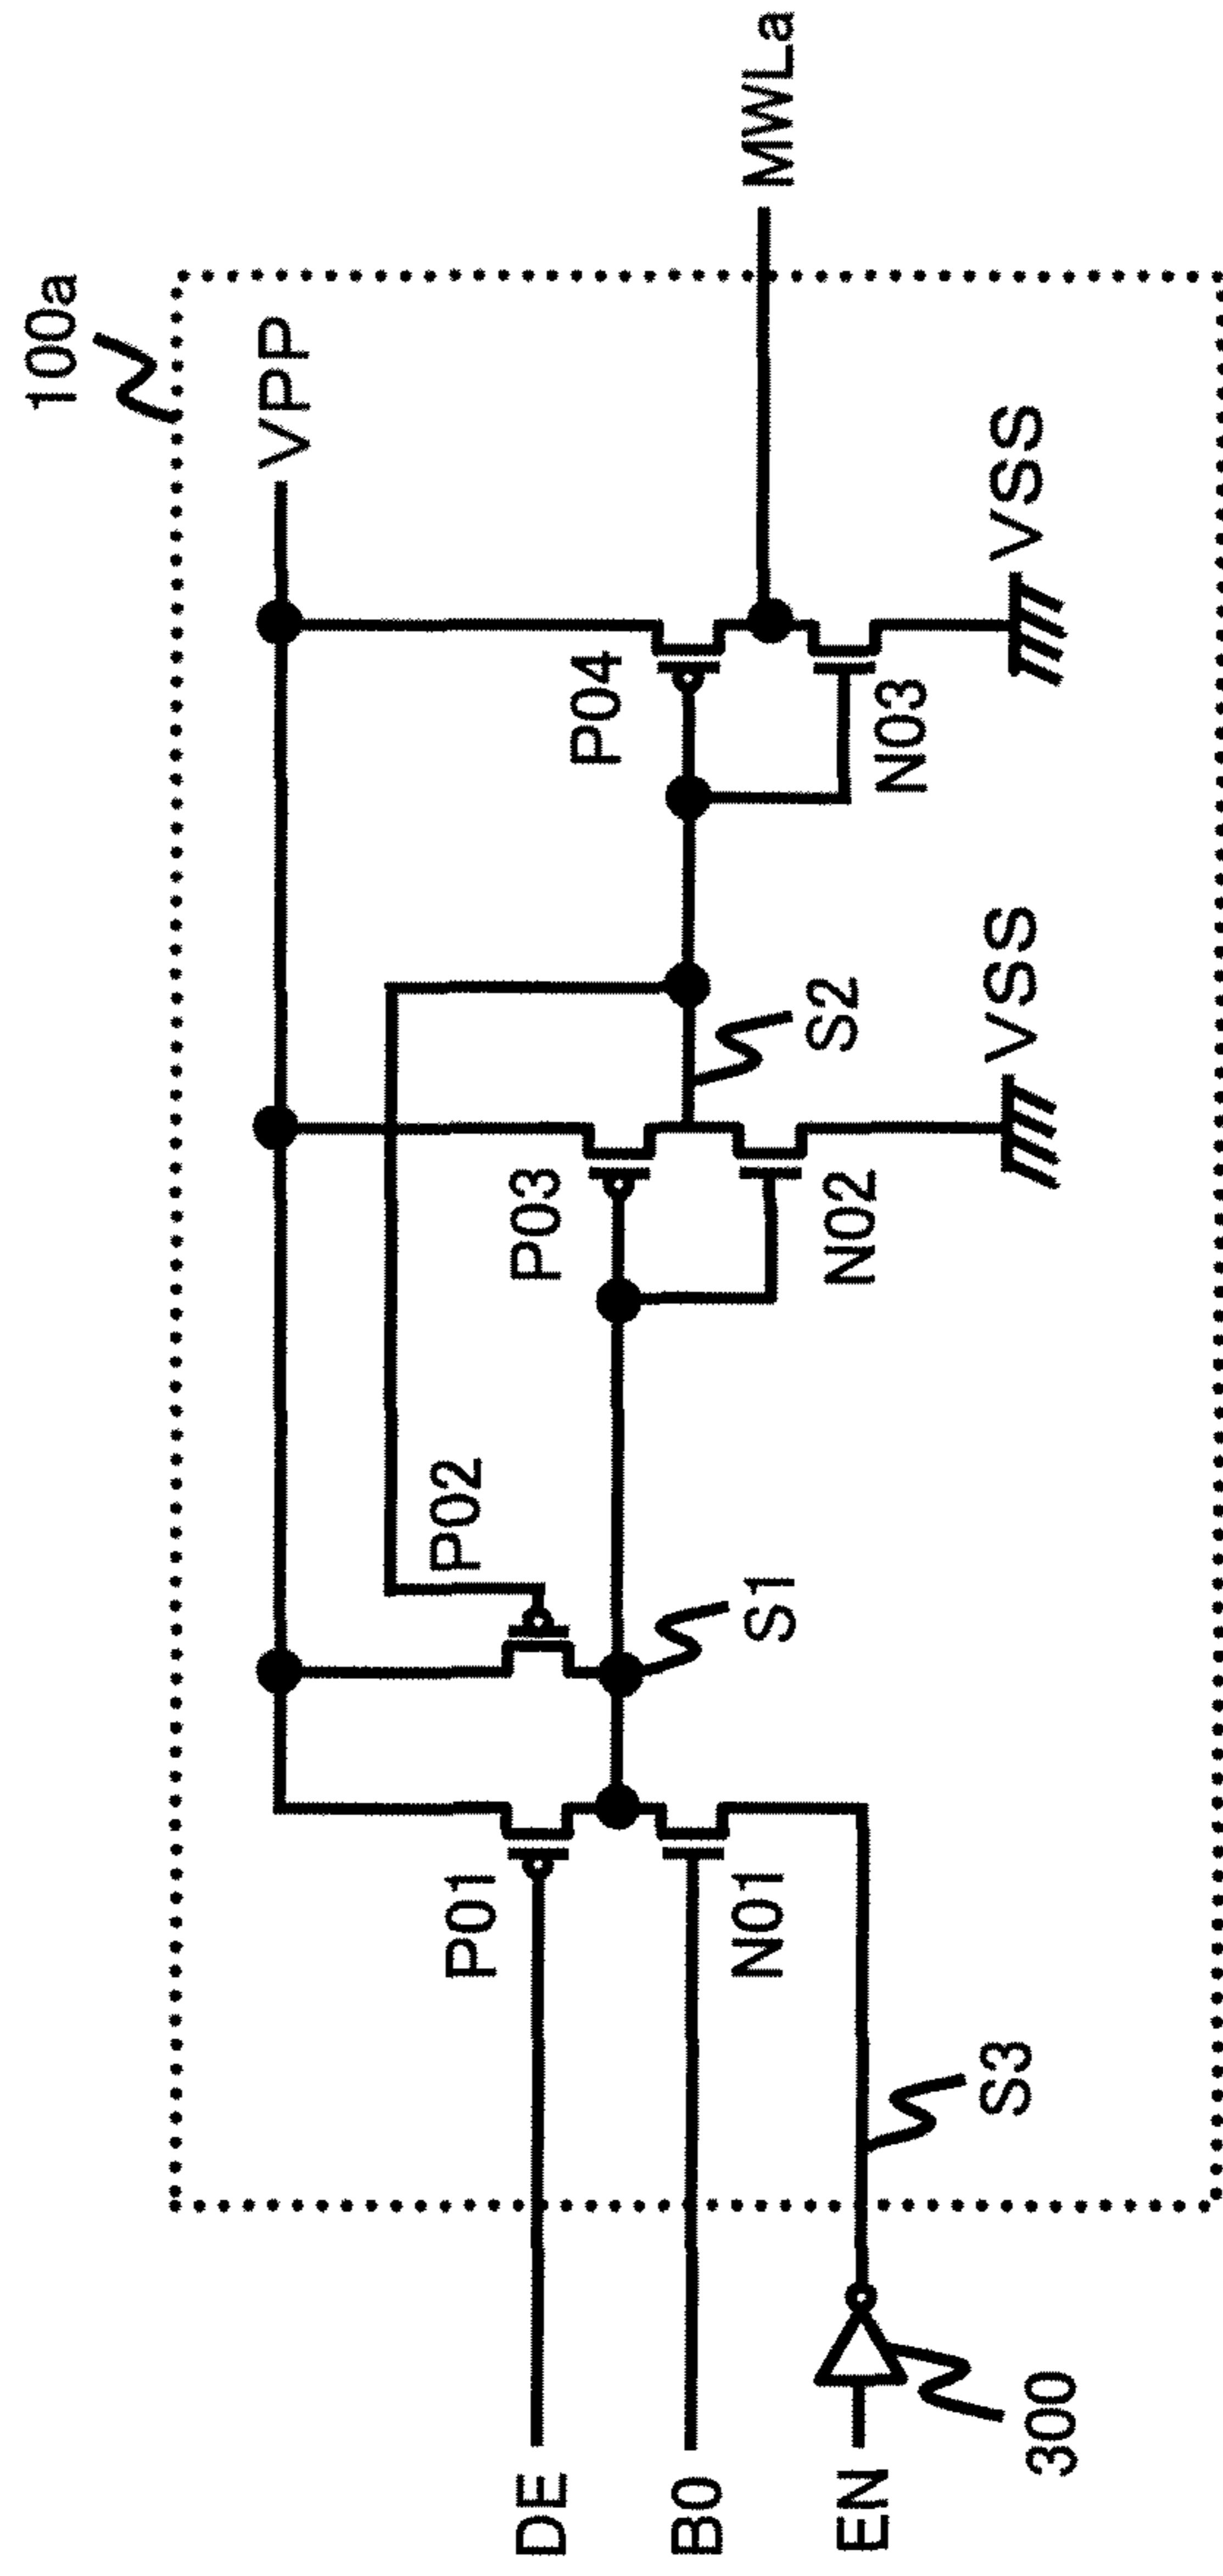 100a
VPP
MWLa
P04
N03
VSS
P03
N02
S2
VSS
P02
S1
P01
N01
S3
DE
B0
EN
300